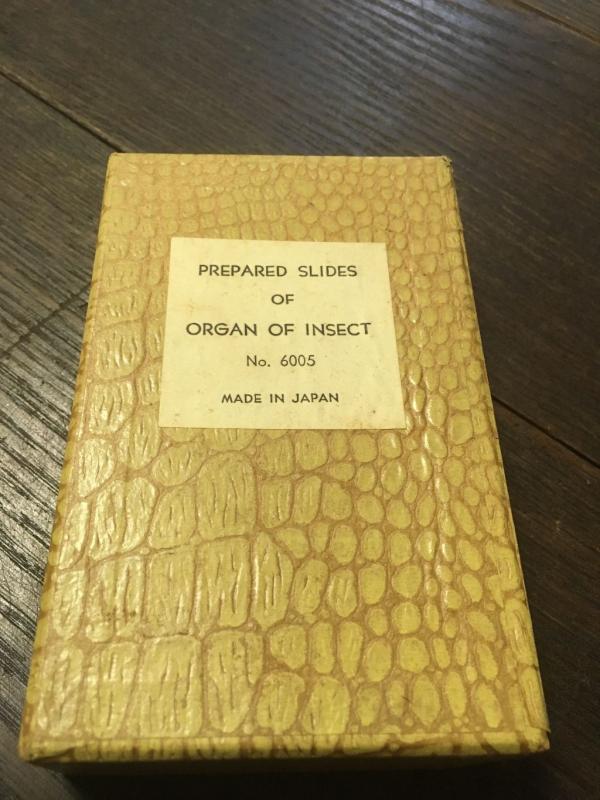 PREPARED SLIDES
OF
ORGAN OF INSECT
No. 6005
MADE IN JAPAN